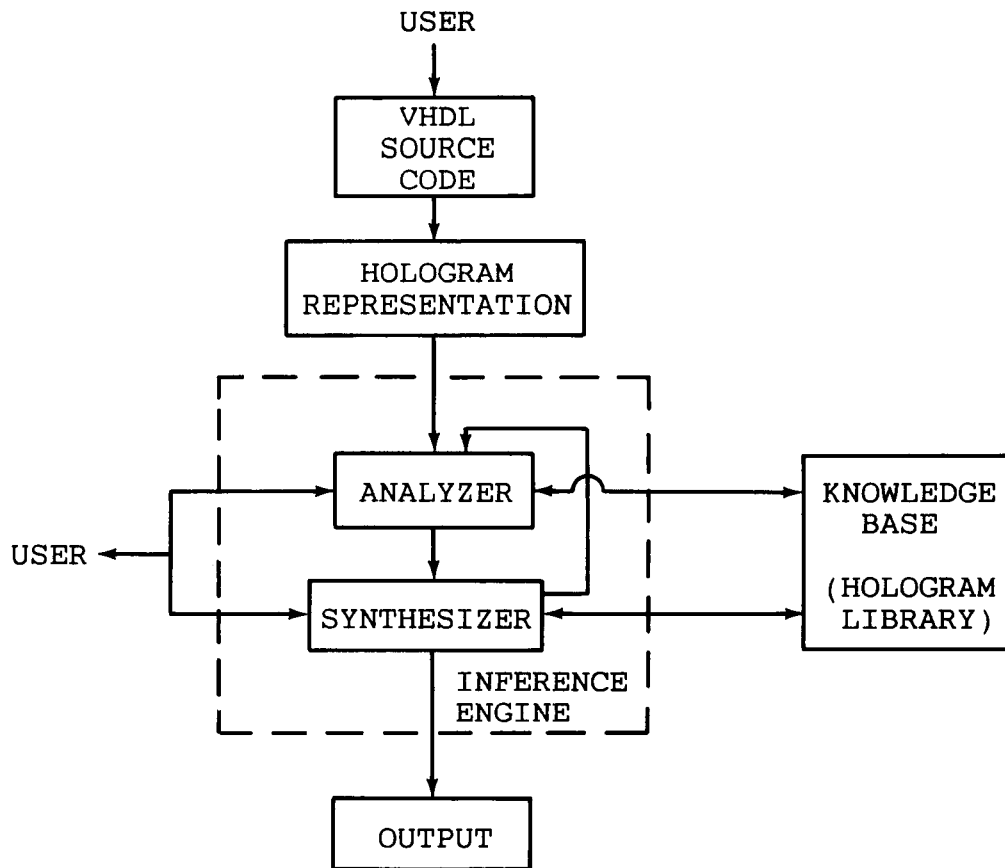 USER
VHDL
SOURCE
CODE
HOLOGRAM
REPRESENTATION
ANALYZER
KNOWLEDGE
BASE
(HOLOGRAM
LIBRARY)
USER
SYNTHESIZER
INFERENCE
ENGINE
OUTPUT